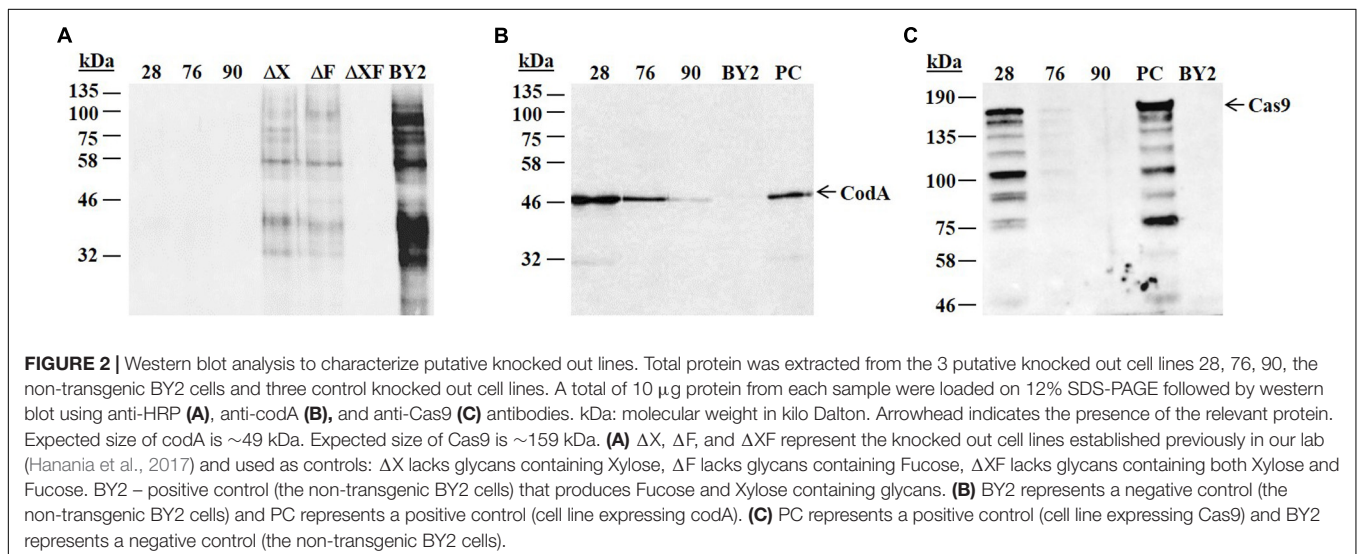 A
kDa 28 76 90 ΔX ΔF ΔXF BY2
135
100
75
58
46
32
B
kDa 28 76 90 BY2 PC
135
100
75
58
46
32
←CodA
C
kDa 28 76 90 PC BY2
190
135
100
75
58
46
←Cas9
FIGURE 2 | Western blot analysis to characterize putative knocked out lines. Total protein was extracted from the 3 putative knocked out cell lines 28, 76, 90, the
non-transgenic BY2 cells and three control knocked out cell lines. A total of 10 μg protein from each sample were loaded on 12% SDS-PAGE followed by western
blot using anti-HRP (A), anti-codA (B), and anti-Cas9 (C) antibodies. kDa: molecular weight in kilo Dalton. Arrowhead indicates the presence of the relevant protein.
Expected size of codA is ~49 kDa. Expected size of Cas9 is ~159 kDa. (A) ΔX, ΔF, and ΔXF represent the knocked out cell lines established previously in our lab
(Hanania et al., 2017) and used as controls: ΔX lacks glycans containing Xylose, ΔF lacks glycans containing Fucose, ΔXF lacks glycans containing both Xylose and
Fucose. BY2 – positive control (the non-transgenic BY2 cells) that produces Fucose and Xylose containing glycans. (B) BY2 represents a negative control (the
non-transgenic BY2 cells) and PC represents a positive control (cell line expressing codA). (C) PC represents a positive control (cell line expressing Cas9) and BY2
represents a negative control (the non-transgenic BY2 cells).